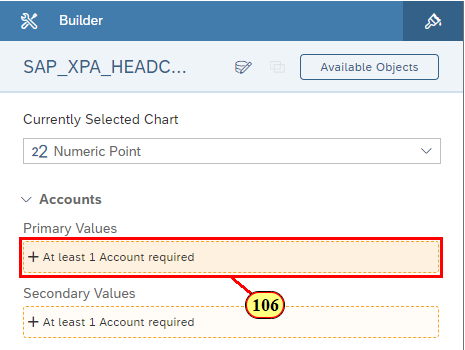 Builder
SAP_XPA_HEADC...
Available Objects
Currently Selected Chart
22 Numeric Point
Accounts
Primary Values
+ At least 1 Account required
Secondary Values
106
+ At least 1 Account required